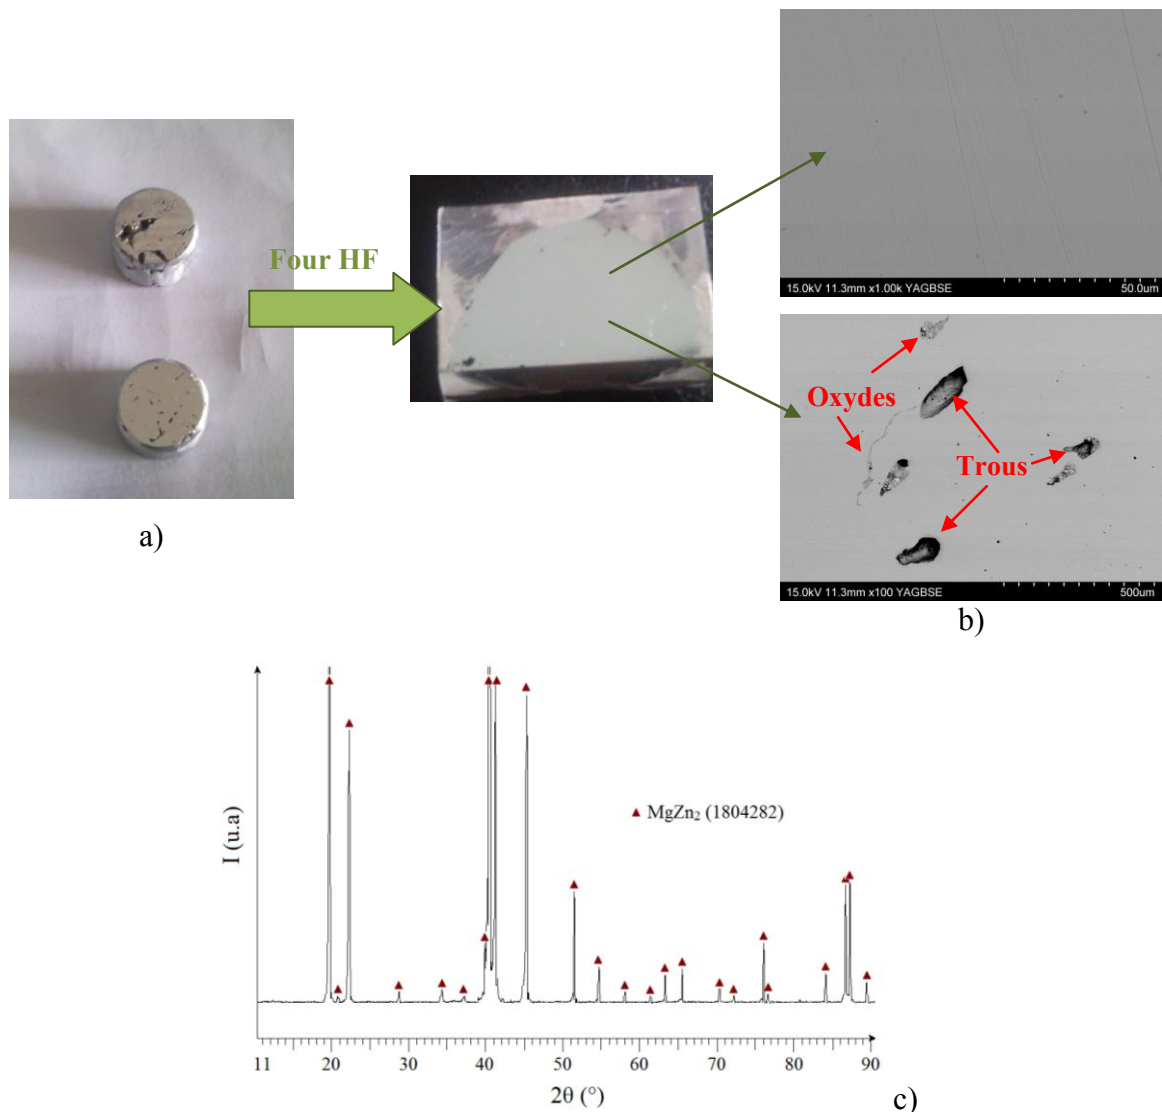 Four HF
15.0kV 11.3mm x1.00k YAGBSE 50.0um
Oxydes
Trous
15.0kV 11.3mm x100 YAGBSE 500um
a)
b)
I (u.a)
MgZn₂ (1804282)
11 20 30 40 50 60 70 80 90
2θ (°)
c)